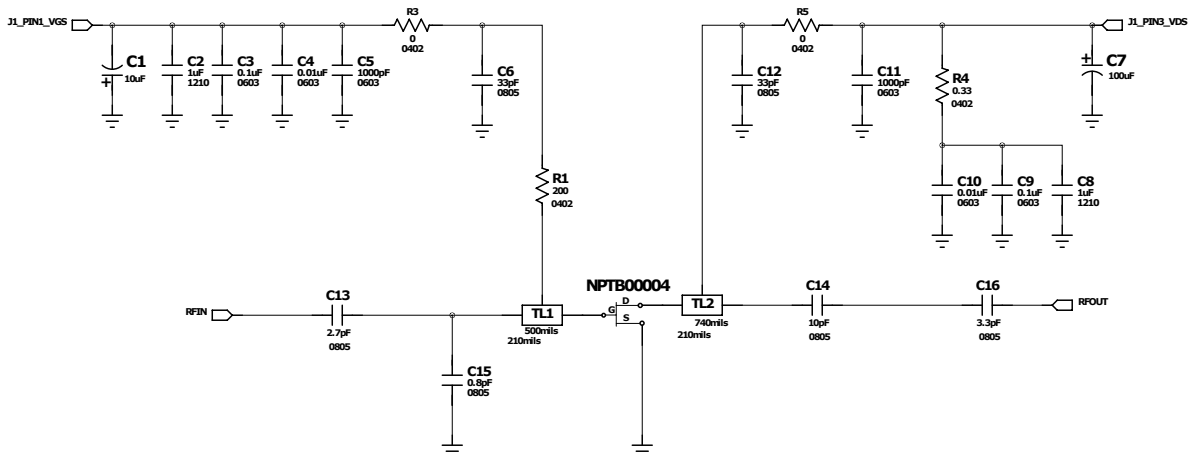 J1_PIN1_VGS
R3
0
0402
C1
10uF
C2
1uF
1210
C3
0.1uF
0603
C4
0.01uF
0603
C5
1000pF
0603
C6
33pF
0805
R1
200
0402
J1_PIN3_VDS
R5
0
0402
C12
33pF
0805
C11
1000pF
0603
R4
0.33
0402
C7
100uF
C10
0.01uF
0603
C9
0.1uF
0603
C8
1uF
1210
RFIN
C13
2.7pF
0805
C15
0.8pF
0805
TL1
500mils
210mils
NPTB00004
G
D
S
TL2
740mils
210mils
C14
10pF
0805
C16
3.3pF
0805
RFOUT